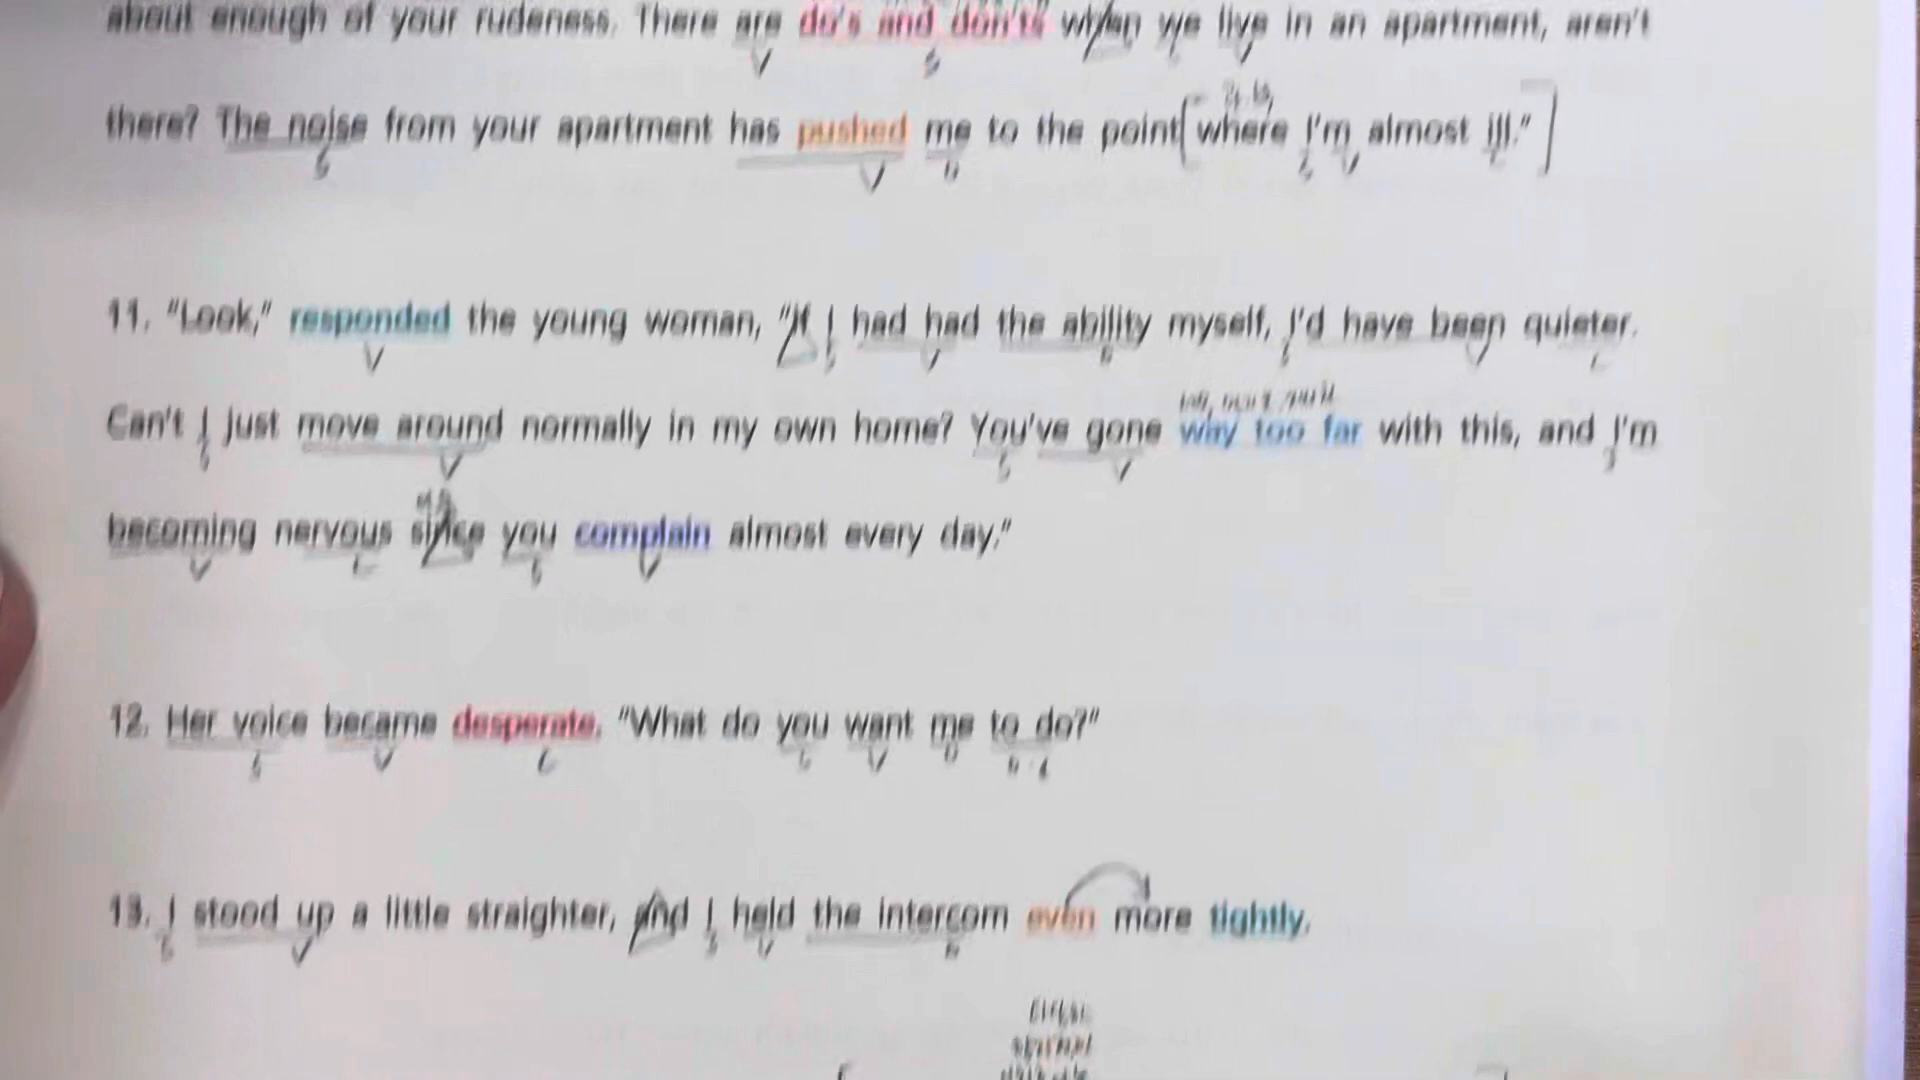 about enough of your rudeness. There are do's and don'ts when we live in an apartment, aren't
there? The noise from your apartment has pushed me to the point where I'm almost ill."
11. "Look," responded the young woman, "If I had had the ability myself, I'd have been quieter.
Can't I just move around normally in my own home? You've gone way too far with this, and I'm
becoming nervous since you complain almost every day."
12. Her voice became desperate. "What do you want me to do?"
13. I stood up a little straighter, and I held the intercom even more tightly.